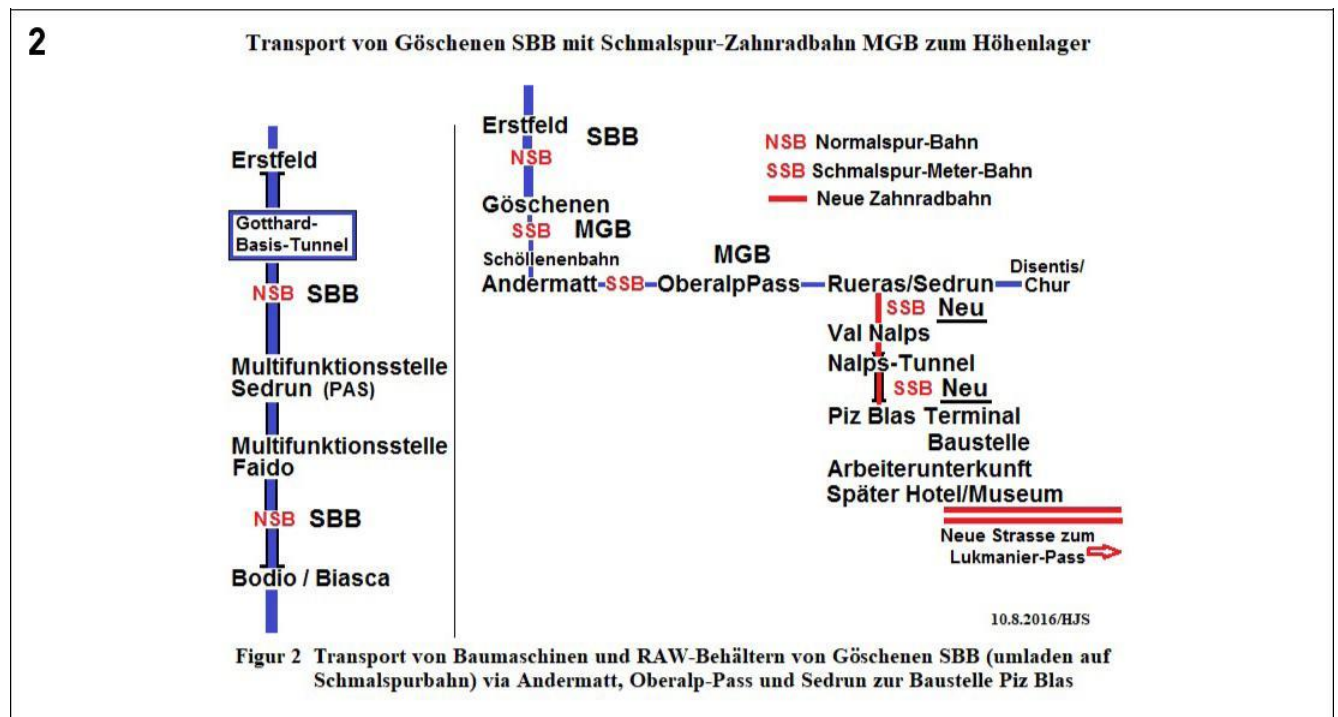 2
Transport von Göschenen SBB mit Schmalspur-Zahnradbahn MGB zum Höhenlager
Erstfeld
Gotthard-
Basis-Tunnel
NSB SBB
Multifunktionsstelle
Sedrun (PAS)
Multifunktionsstelle
Faido
NSB SBB
Bodio / Biasca
Erstfeld SBB
NSB
Göschenen
SSB MGB
Schöllenenbahn
MGB
Andermatt SSB OberalpPass Rueras/Sedrun
Disentis/
Chur
NSB Normalspur-Bahn
SSB Schmalspur-Meter-Bahn
Neue Zahnradbahn
SSB Neu
Val Nalps
Nalps-Tunnel
SSB Neu
Piz Blas Terminal
Baustelle
Arbeiterunterkunft
Später Hotel/Museum
Neue Strasse zum
Lukmanier-Pass
10.8.2016/HJS
Figur 2 Transport von Baumaschinen und RAW-Behältern von Göschenen SBB (umladen auf
Schmalspurbahn) via Andermatt, Oberalp-Pass und Sedrun zur Baustelle Piz Blas